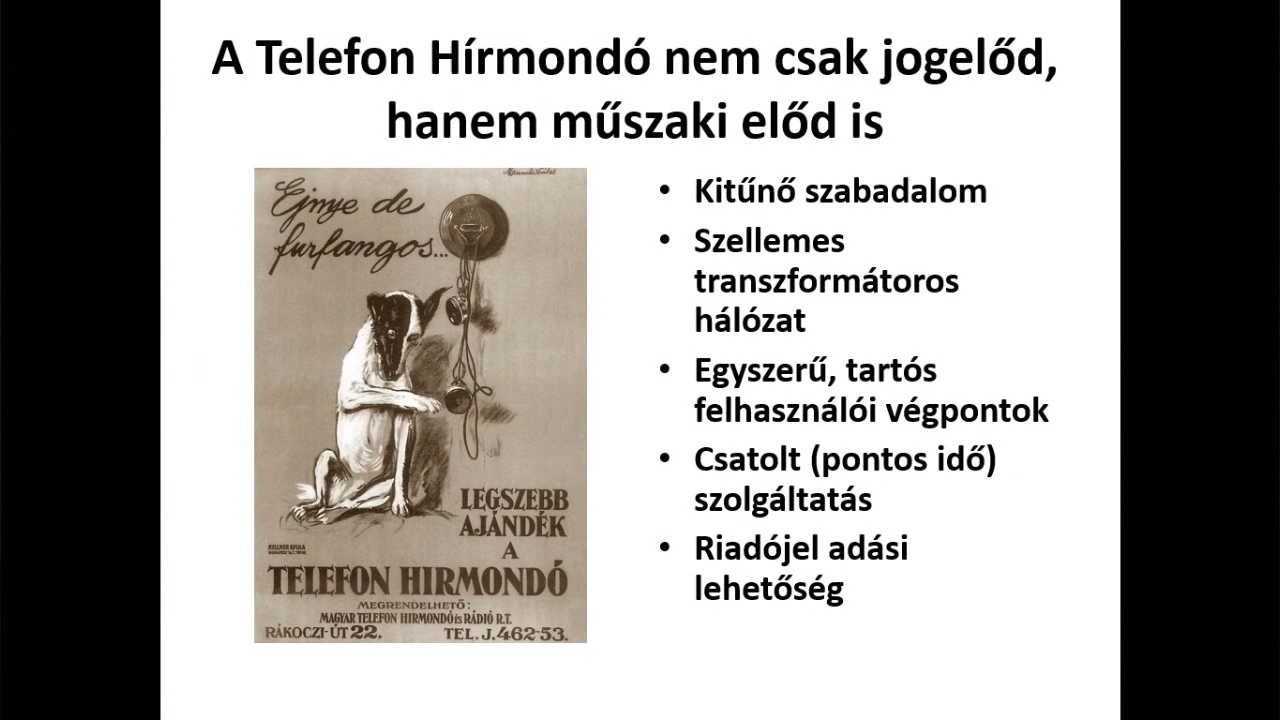 A Telefon Hírmondó nem csak jogelőd,
hanem műszaki előd is
Ejnye de
furfangos...
LEGSZEBB
AJÁNDÉK
A
TELEFON HIRMONDÓ
MEGRENDELHETŐ:
MAGYAR TELEFON HIRMONDÓ és RÁDIÓ R.T.
RÁKOCZI-ÚT 22. TEL. J. 462-53.
• Kitűnő szabadalom
• Szellemes
transzformátoros
hálózat
• Egyszerű, tartós
felhasználói végpontok
• Csatolt (pontos idő)
szolgáltatás
• Riadójel adási
lehetőség